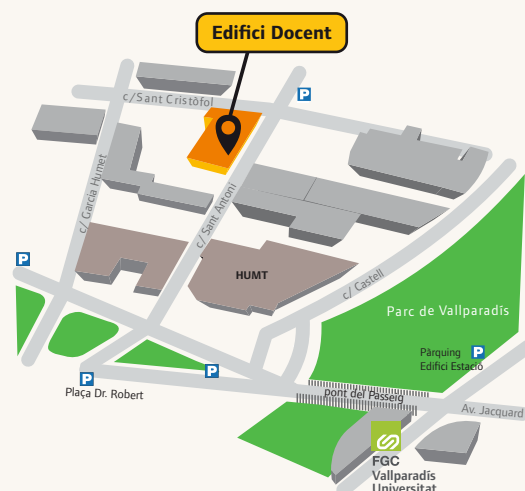 Edifici Docent
c/Sant Cristòfol
P
c/ Garcia Humet
c/ Sant Antoni
P
HUMT
c/ Castell
Parc de Vallparadís
Pàrquing
Edifici Estació
P
P
P
Plaça Dr. Robert
pont del Passeig
Av. Jacquard
FGC
Vallparadís
Universitat